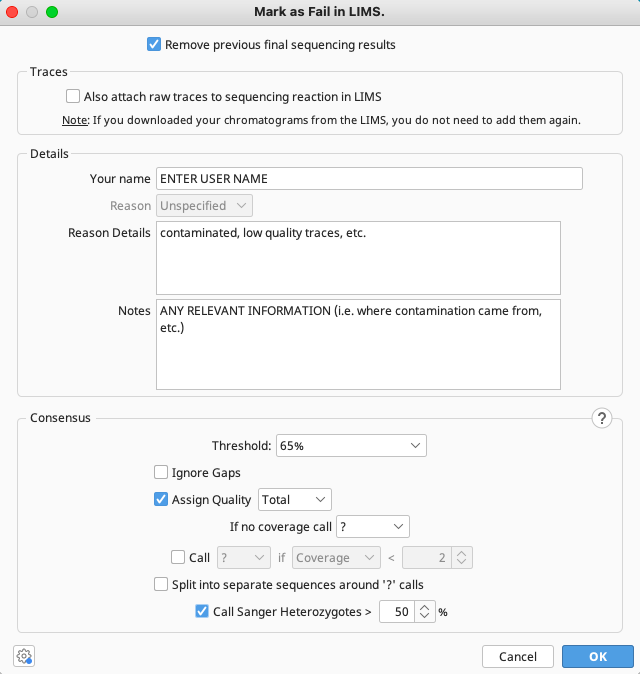 Mark as Fail in LIMS.
Remove previous final sequencing results
Traces
Also attach raw traces to sequencing reaction in LIMS
Note: If you downloaded your chromatograms from the LIMS, you do not need to add them again.
Details
Your name ENTER USER NAME
Reason Unspecified
Reason Details contaminated, low quality traces, etc.
Notes ANY RELEVANT INFORMATION (i.e. where contamination came from,
etc.)
Consensus ?
Threshold: 65%
Ignore Gaps
Assign Quality Total
If no coverage call ?
Call ? if Coverage < 2
Split into separate sequences around '?' calls
Call Sanger Heterozygotes > 50 %
Cancel OK